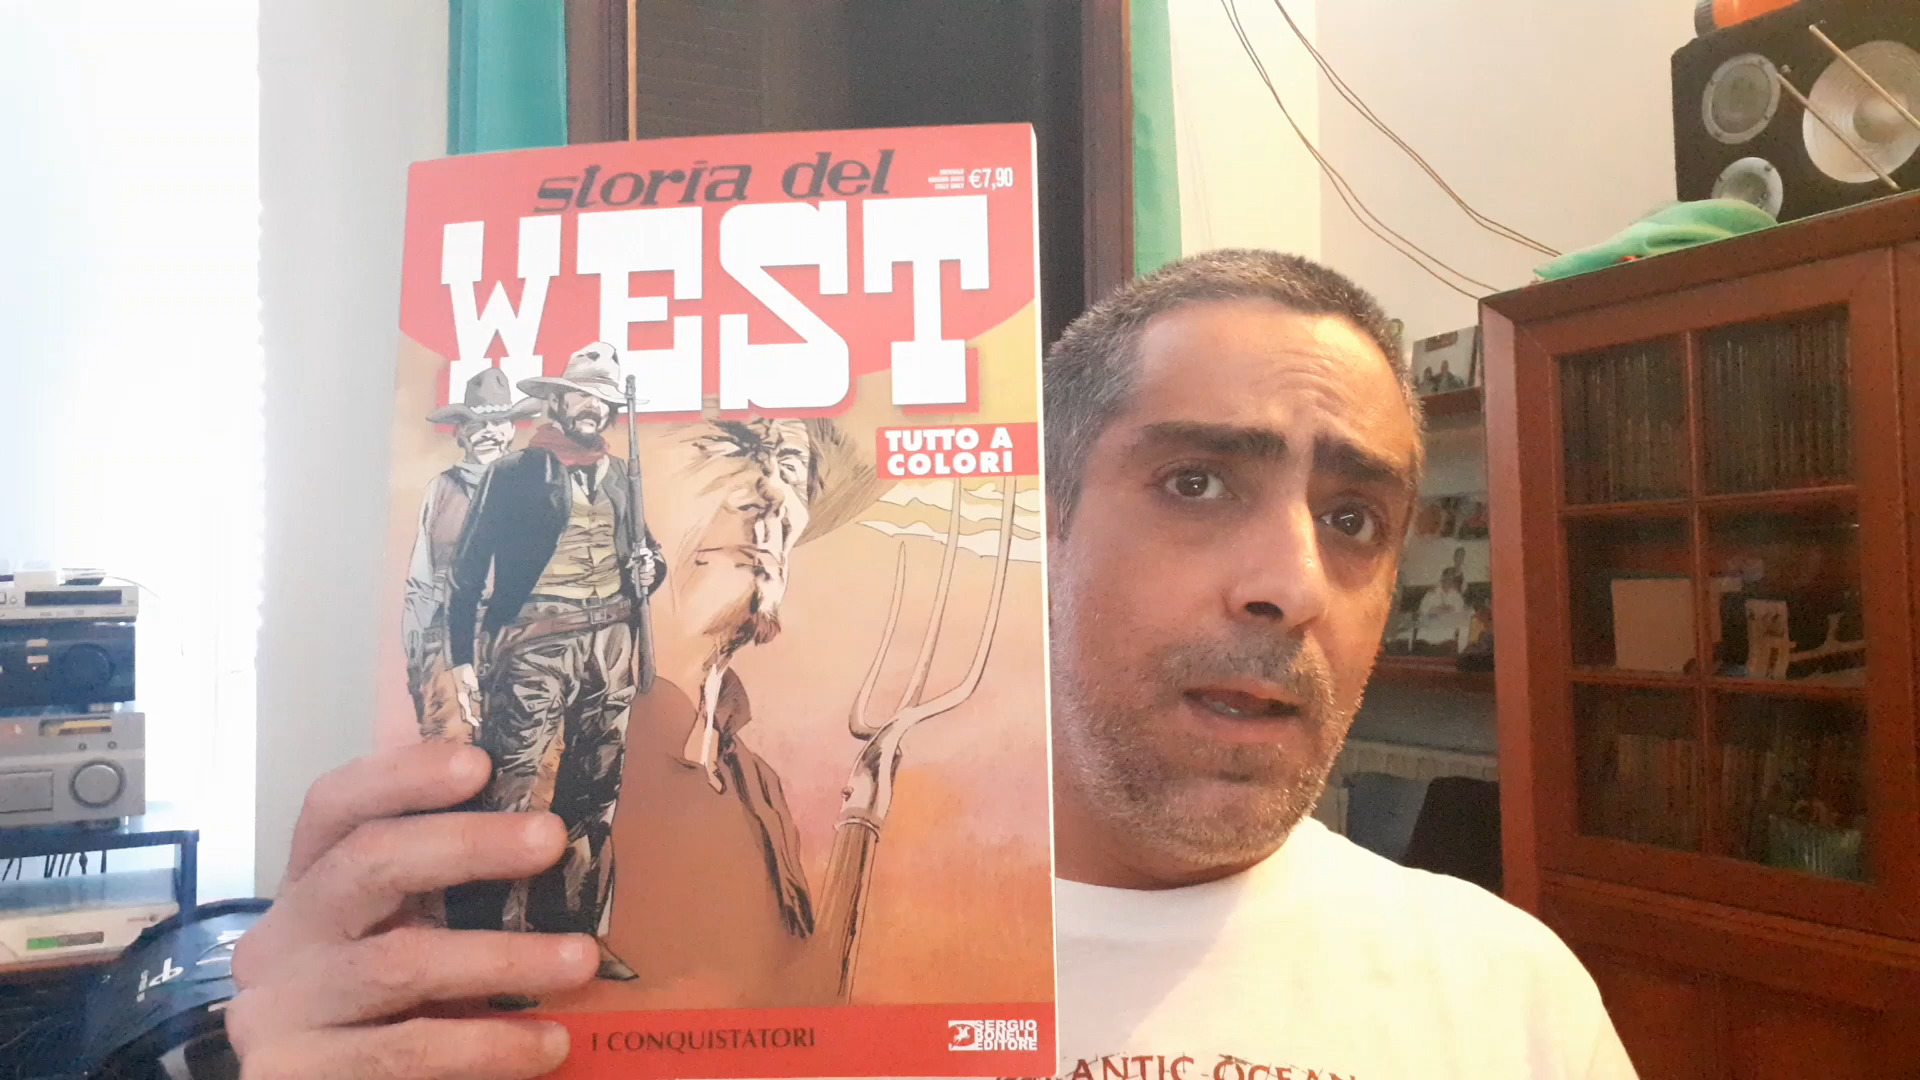 storia del
€7,90
WEST
TUTTO A
COLORI
I CONQUISTATORI
SERGIO
BONELLI
EDITORE
ANTIC OCEAN